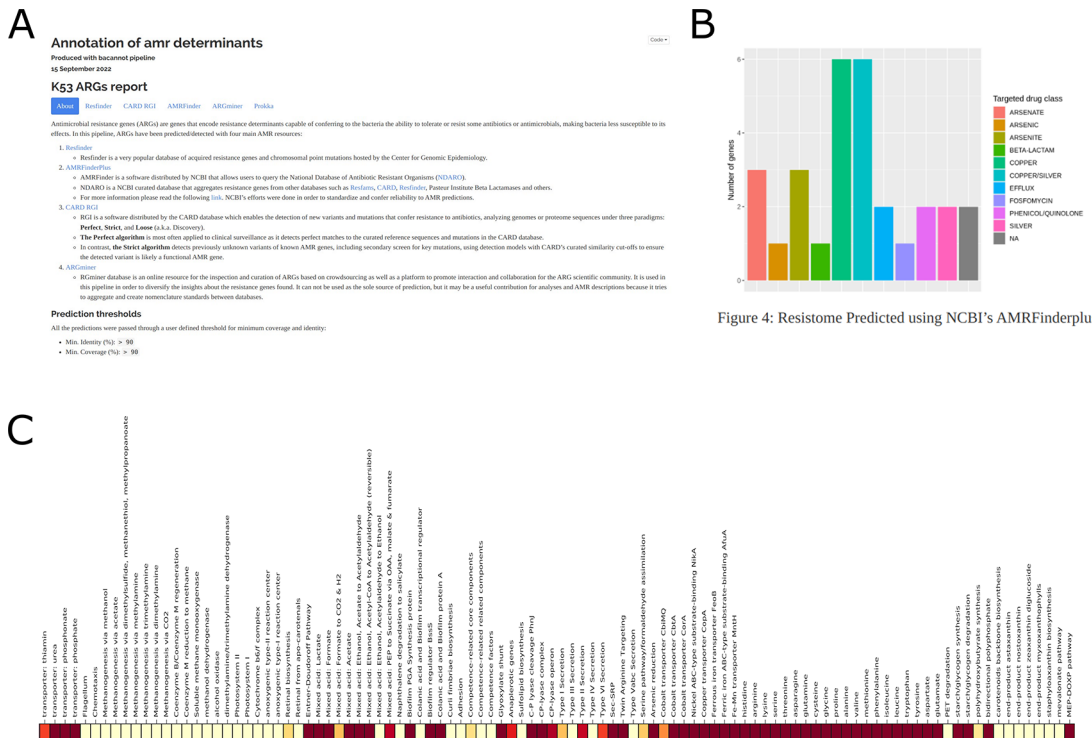 A
Annotation of amr determinants
Code
Produced with bacannot pipeline
15 September 2022
K53 ARGs report
About Resfinder CARD RGI AMRFinder ARGminer Prokka
Antimicrobial resistance genes (ARGs) are genes that encode resistance determinants capable of conferring to the bacteria the ability to tolerate or resist some antibiotics or antimicrobials, making bacteria less susceptible to its
effects. In this pipeline, ARGs have been predicted/detected with four main AMR resources:
1. Resfinder
Resfinder is a very popular database of acquired resistance genes and chromosomal point mutations hosted by the Center for Genomic Epidemiology.
2. AMRFinderPlus
AMRFinder is a software distributed by NCBI that allows users to query the National Database of Antibiotic Resistant Organisms (NDARO).
NDARO is a NCBI curated database that aggregates resistance genes from other databases such as Resfams, CARD, Resfinder, Pasteur Institute Beta Lactamases and others.
For more information please read the following link. NCBI's efforts were done in order to standardize and confer reliability to AMR predictions.
3. CARD RGI
RGI is a software distributed by the CARD database which enables the detection of new variants and mutations that confer resistance to antibiotics, analyzing genomes or proteome sequences under three paradigms:
Perfect, Strict, and Loose (a.k.a. Discovery).
The Perfect algorithm is most often applied to clinical surveillance as it detects perfect matches to the curated reference sequences and mutations in the CARD database.
In contrast, the Strict algorithm detects previously unknown variants of known AMR genes, including secondary screen for key mutations, using detection models with CARD's curated similarity cut-offs to ensure
the detected variant is likely a functional AMR gene.
4. ARGminer
RGminer database is an online resource for the inspection and curation of ARGs based on crowdsourcing as well as a platform to promote interaction and collaboration for the ARG scientific community. It is used in
this pipeline in order to diversify the insights about the resistance genes found. It can not be used as the sole source of prediction, but it may be a useful contribution for analyses and AMR descriptions because it tries
to aggregate and create nomenclature standards between databases.
Prediction thresholds
All the predictions were passed through a user defined threshold for minimum coverage and identity:
Min. Identity (%): > 90
Min. Coverage (%): > 90
B
Number of genes
6
4
2
0
Targeted drug class
ARSENATE
ARSENIC
ARSENITE
BETA-LACTAM
COPPER
COPPER/SILVER
EFFLUX
FOSFOMYCIN
PHENICOL/QUINOLONE
SILVER
NA
Figure 4: Resistome Predicted using NCBI's AMRFinderplu
C
transporter: thiamin
transporter: urea
transporter: phosphonate
transporter: phosphate
Flagellum
Chemotaxis
Methanogenesis via methanol
Methanogenesis via acetate
Methanogenesis via dimethylsulfide, methanethiol, methylpropanoate
Methanogenesis via methylamine
Methanogenesis via trimethylamine
Methanogenesis via dimethylamine
Methanogenesis via CO2
Coenzyme B/Coenzyme M regeneration
Coenzyme M reduction to methane
Soluble methane monooxygenase
methanol dehydrogenase
alcohol oxidase
dimethylamine/trimethylamine dehydrogenase
Photosystem II
Photosystem I
Cytochrome b6/f complex
anoxygenic type-II reaction center
anoxygenic type-I reaction center
Retinal biosynthesis
Retinal from apo-carotenals
Entner-Doudoroff Pathway
Mixed acid: Lactate
Mixed acid: Formate
Mixed acid: Formate to CO2 & H2
Mixed acid: Acetate
Mixed acid: Ethanol, Acetate to Acetylaldehyde
Mixed acid: Ethanol, Acetyl-CoA to Acetylaldehyde (reversible)
Mixed acid: Ethanol, Acetylaldehyde to Ethanol
Mixed acid: PEP to Succinate via OAA, malate & fumarate
Naphthalene degradation to salicylate
Biofilm PGA Synthesis protein
Colanic acid and Biofilm transcriptional regulator
Biofilm regulator BssS
Colanic acid and Biofilm protein A
Curli fimbriae biosynthesis
Adhesion
Competence-related core components
Competence-related related components
Competence factors
Glyoxylate shunt
Anapleurotic genes
Sulfolipid biosynthesis
C-P lyase cleavage PhnJ
CP-lyase complex
CP-lyase operon
Type I Secretion
Type III Secretion
Type II Secretion
Type IV Secretion
Type VI Secretion
Sec-SRP
Twin Arginine Targeting
Type Vabc Secretion
Serine pathway/formaldehyde assimilation
Arsenic reduction
Cobalt transporter CbiMQ
Cobalt transporter CbtA
Cobalt transporter CorA
Nickel ABC-type substrate-binding NikA
Copper transporter CopA
Ferrous iron transporter FeoB
Ferric iron ABC-type substrate-binding AfuA
Fe-Mn transporter MntH
histidine
arginine
lysine
serine
threonine
asparagine
glutamine
cysteine
glycine
proline
alanine
valine
methionine
phenylalanine
isoleucine
leucine
tryptophan
tyrosine
aspartate
glutamate
PET degradation
starch/glycogen synthesis
starch/glycogen degradation
polyhydroxybutyrate synthesis
bidirectional polyphosphate
carotenoids backbone biosynthesis
end-product astaxanthin
end-product nostoxanthin
end-product zeaxanthin diglucoside
end-product myxoxanthophylls
staphyloaxanthin biosynthesis
mevalonate pathway
MEP-DOXP pathway